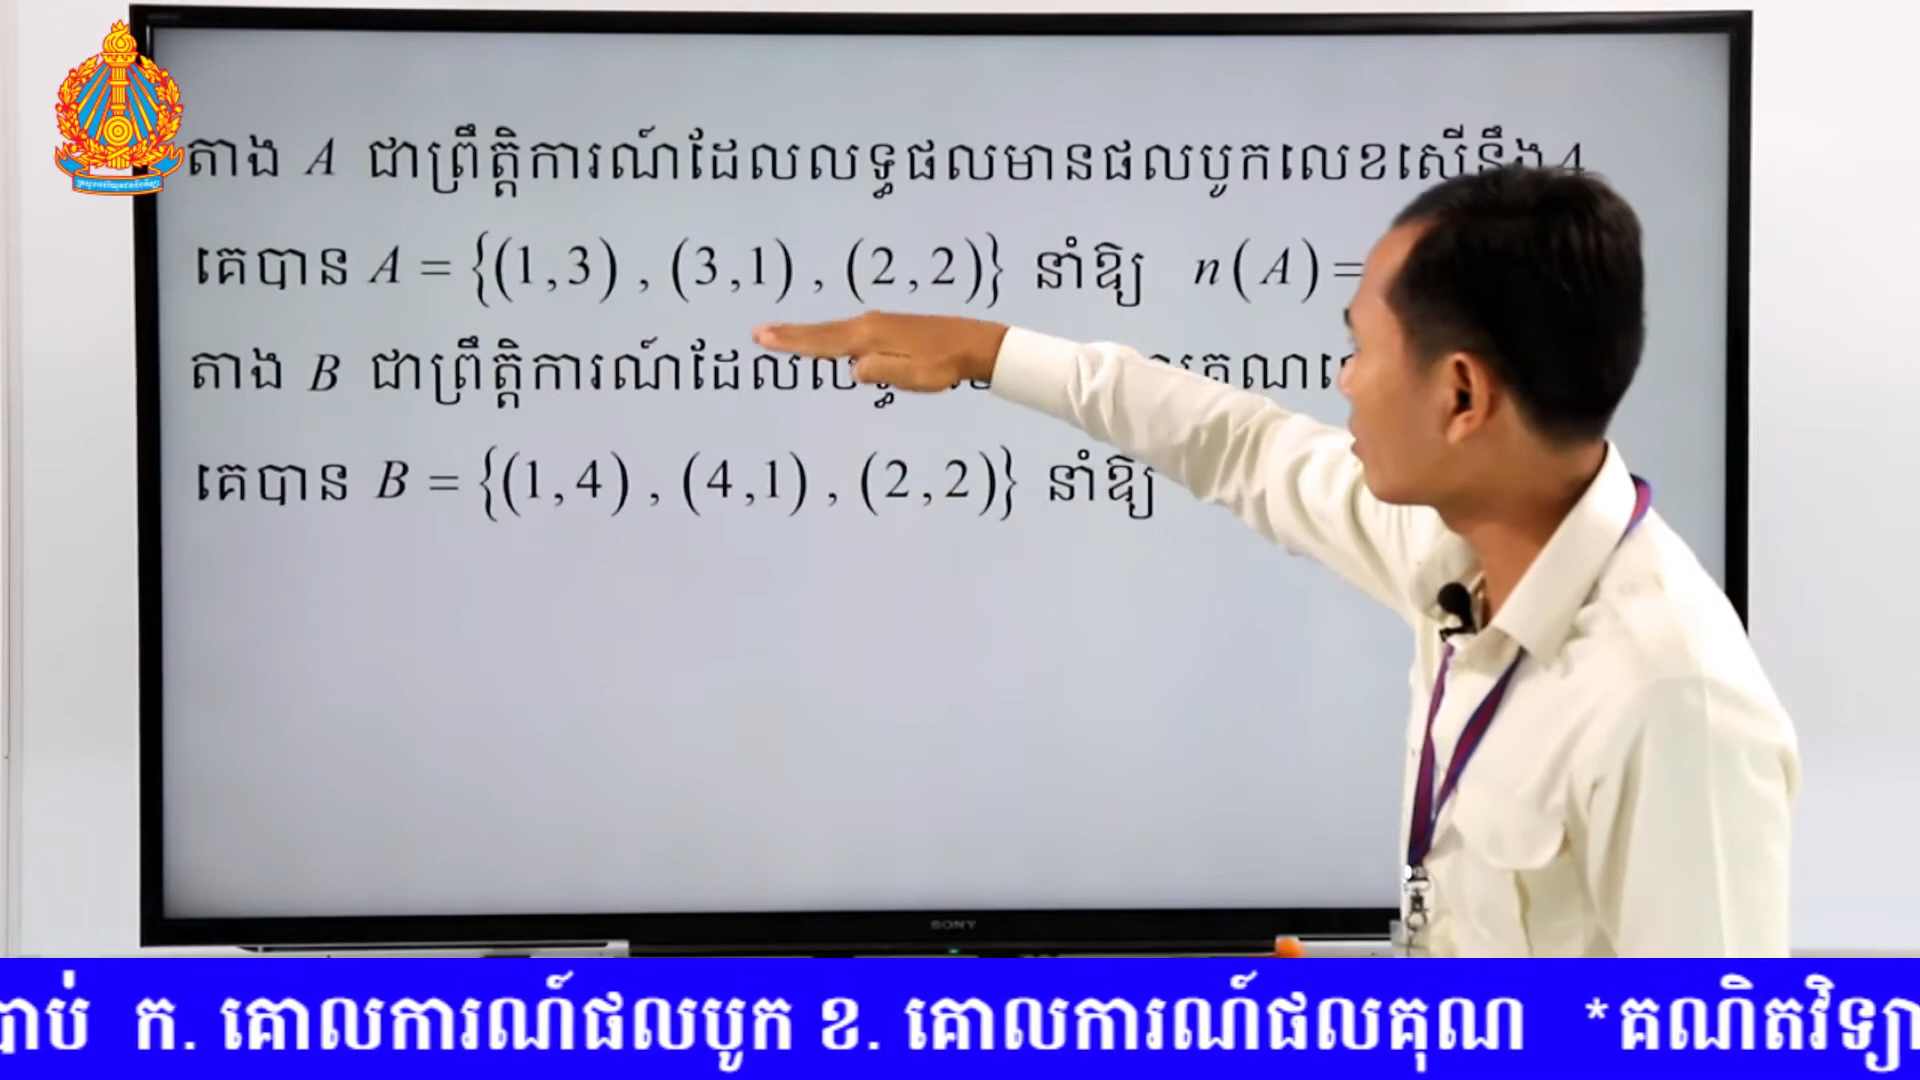 តាង A ជាព្រឹត្តិការណ៍ដែលលទ្ធផលមានផលបូកលេខស្មើនឹង 4
គេបាន A = {(1,3) , (3,1) , (2,2)} នាំឱ្យ n(A) =
តាង B ជាព្រឹត្តិការណ៍ដែល
គេបាន B = {(1,4) , (4,1) , (2,2)} នាំឱ្យ
SONY
ក. គោលការណ៍ផលបូក ខ. គោលការណ៍ផលគុណ *គណិតវិទ្យា